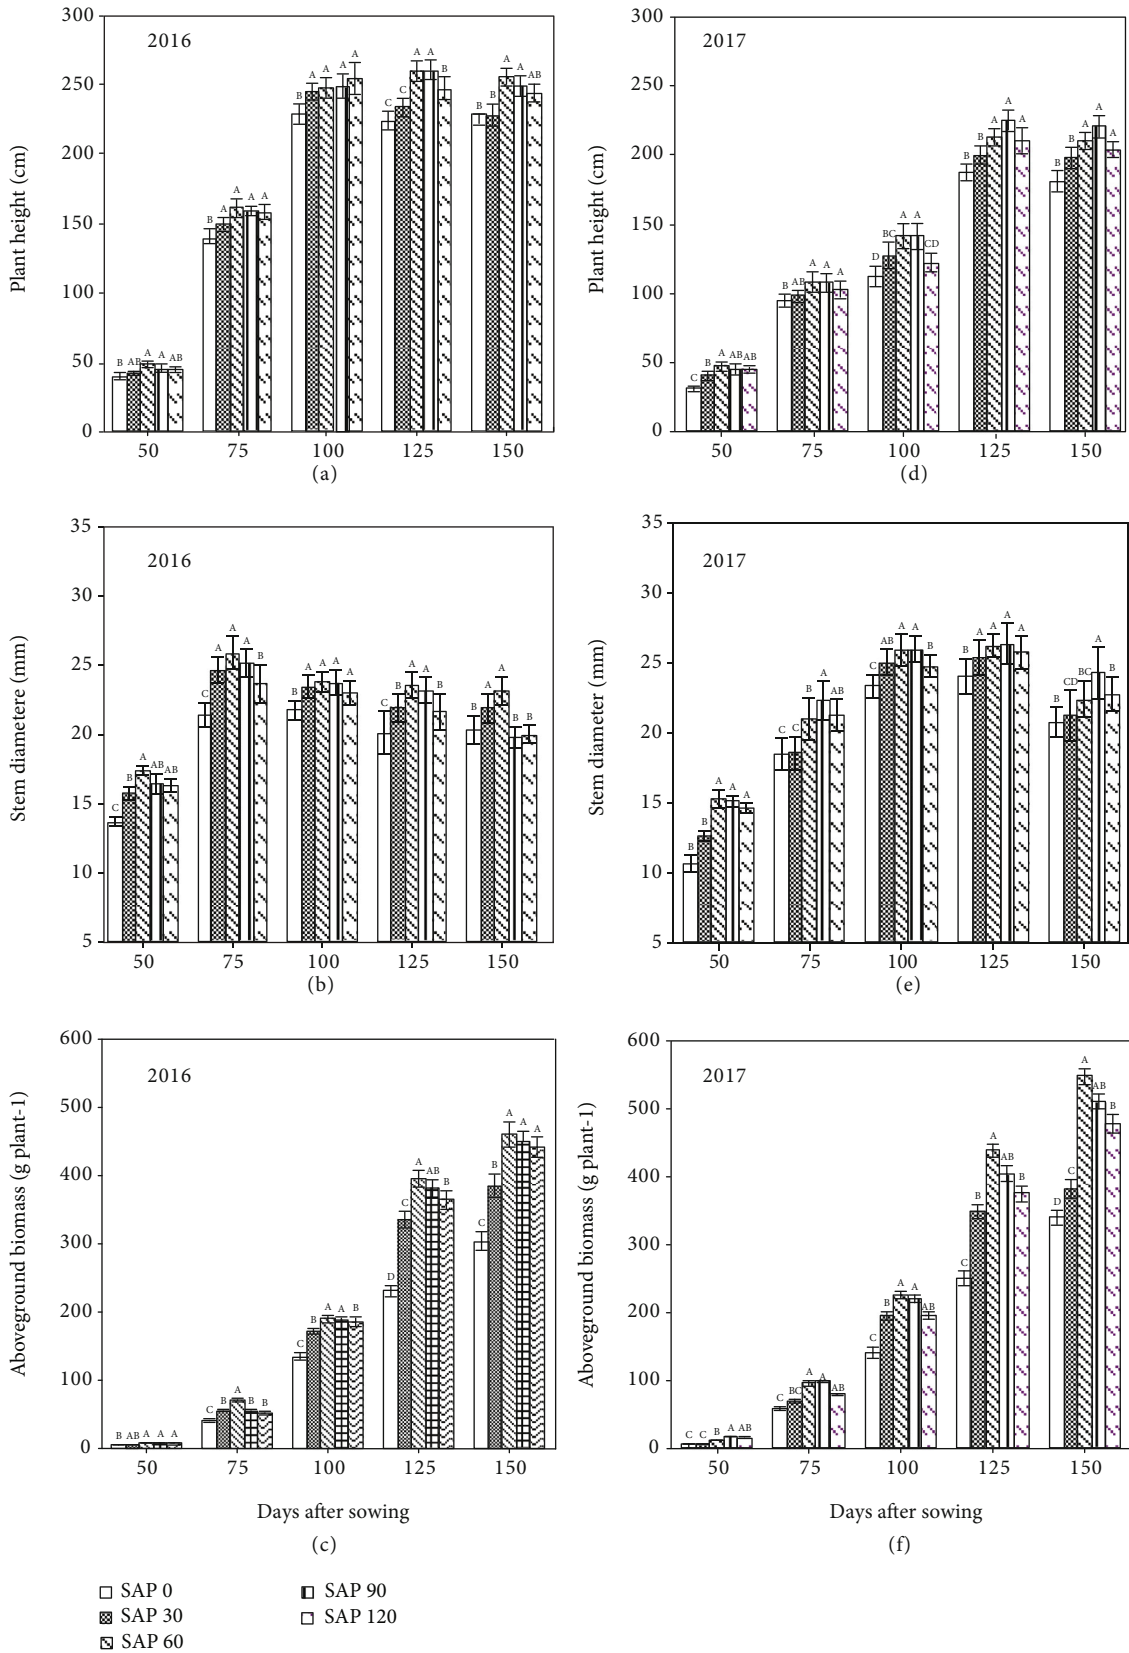 300
250
200
150
100
50
0
Plant height (cm)
2016
B AB A A AB
B A A A A
B A A A A
C C A A B
B B A A AB
50 75 100 125 150
(a)
300
250
200
150
100
50
0
Plant height (cm)
2017
C B A AB AB
B AB A A A
D BC A A CD
B B A A A
B B A A A
50 75 100 125 150
(d)
35
30
25
20
15
10
5
Stem diametere (mm)
2016
C B A AB AB
C A A A B
B A A A A
C B A A B
B A A B B
50 75 100 125 150
(b)
35
30
25
20
15
10
5
Stem diameter (mm)
2017
B B A A A
C C B A AB
C AB A A B
B A A A A
B CD BC A B
50 75 100 125 150
(e)
600
500
400
300
200
100
0
Aboveground biomass (g plant-1)
2016
B AB A A A
C B A B B
C B A A B
D B A AB B
C B A A A
50 75 100 125 150
Days after sowing
(c)
600
500
400
300
200
100
0
Aboveground biomass (g plant-1)
2017
C C B A AB
C BC A A AB
C B A A AB
C B A AB B
D C A AB B
50 75 100 125 150
Days after sowing
(f)
SAP 0
SAP 30
SAP 60
SAP 90
SAP 120